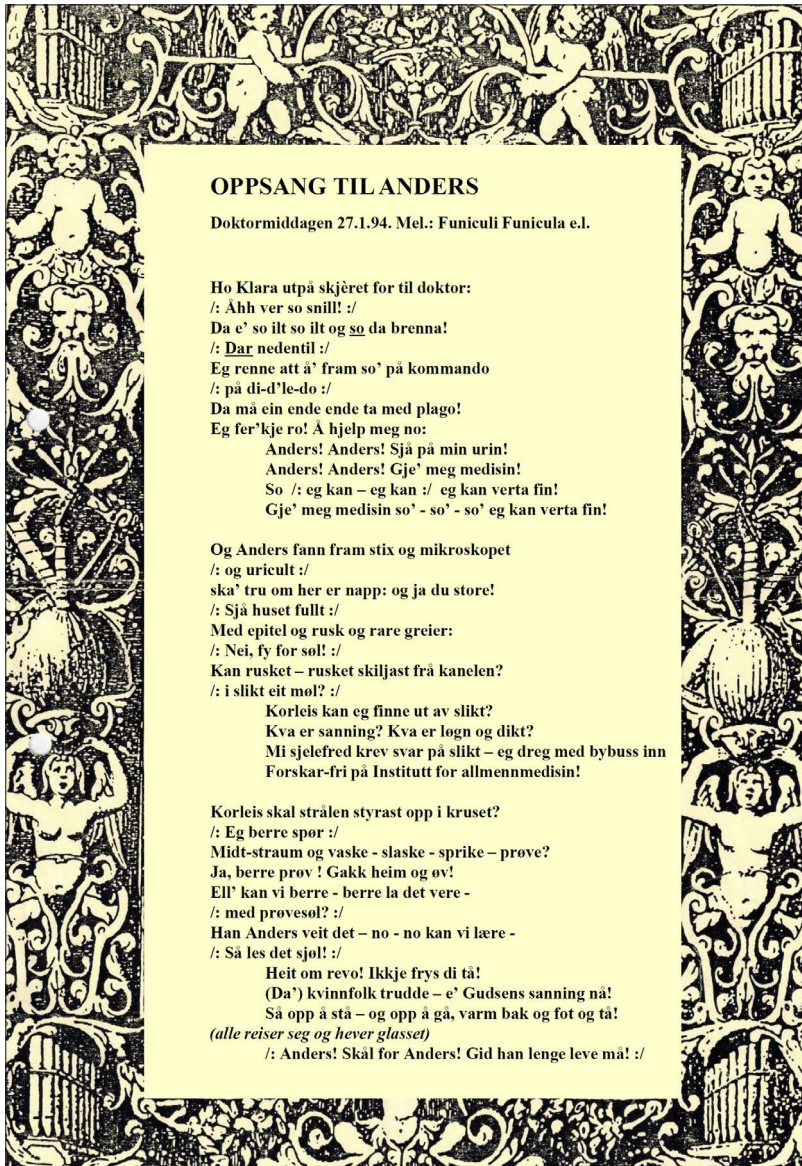 OPPSANG TIL ANDERS
Doktormiddagen 27.1.94. Mel.: Funiculi Funicula e.l.
Ho Klara utpå skjèret for til doktor:
/: Åhh ver so snill! :/
Da e’ so ilt so ilt og so da brenna!
/: Dar nedentil :/
Eg renne att å’ fram so’ på kommando
/: på di-d’le-do :/
Da må ein ende ende ta med plago!
Eg fer’kje ro! Å hjelp meg no:
Anders! Anders! Sjå på min urin!
Anders! Anders! Gje’ meg medisin!
So /: eg kan – eg kan :/ eg kan verta fin!
Gje’ meg medisin so’ - so’ - so’ eg kan verta fin!
Og Anders fann fram stix og mikroskopet
/: og uricult :/
ska’ tru om her er napp: og ja du store!
/: Sjå huset fullt :/
Med epitel og rusk og rare greier:
/: Nei, fy for søl! :/
Kan rusket – rusket skiljast frå kanelen?
/: i slikt eit møl? :/
Korleis kan eg finne ut av slikt?
Kva er sanning? Kva er løgn og dikt?
Mi sjelefred krev svar på slikt – eg dreg med bybuss inn
Forskar-fri på Institutt for allmennmedisin!
Korleis skal strålen styrast opp i kruset?
/: Eg berre spør :/
Midt-straum og vaske - slaske - sprike – prøve?
Ja, berre prøv ! Gakk heim og øv!
Ell’ kan vi berre - berre la det vere -
/: med prøvesøl? :/
Han Anders veit det – no - no kan vi lære -
/: Så les det sjøl! :/
Heit om revo! Ikkje frys di tå!
(Da’) kvinnfolk trudde – e’ Gudsens sanning nå!
Så opp å stå – og opp å gå, varm bak og fot og tå!
(alle reiser seg og hever glasset)
/: Anders! Skål for Anders! Gid han lenge leve må! :/